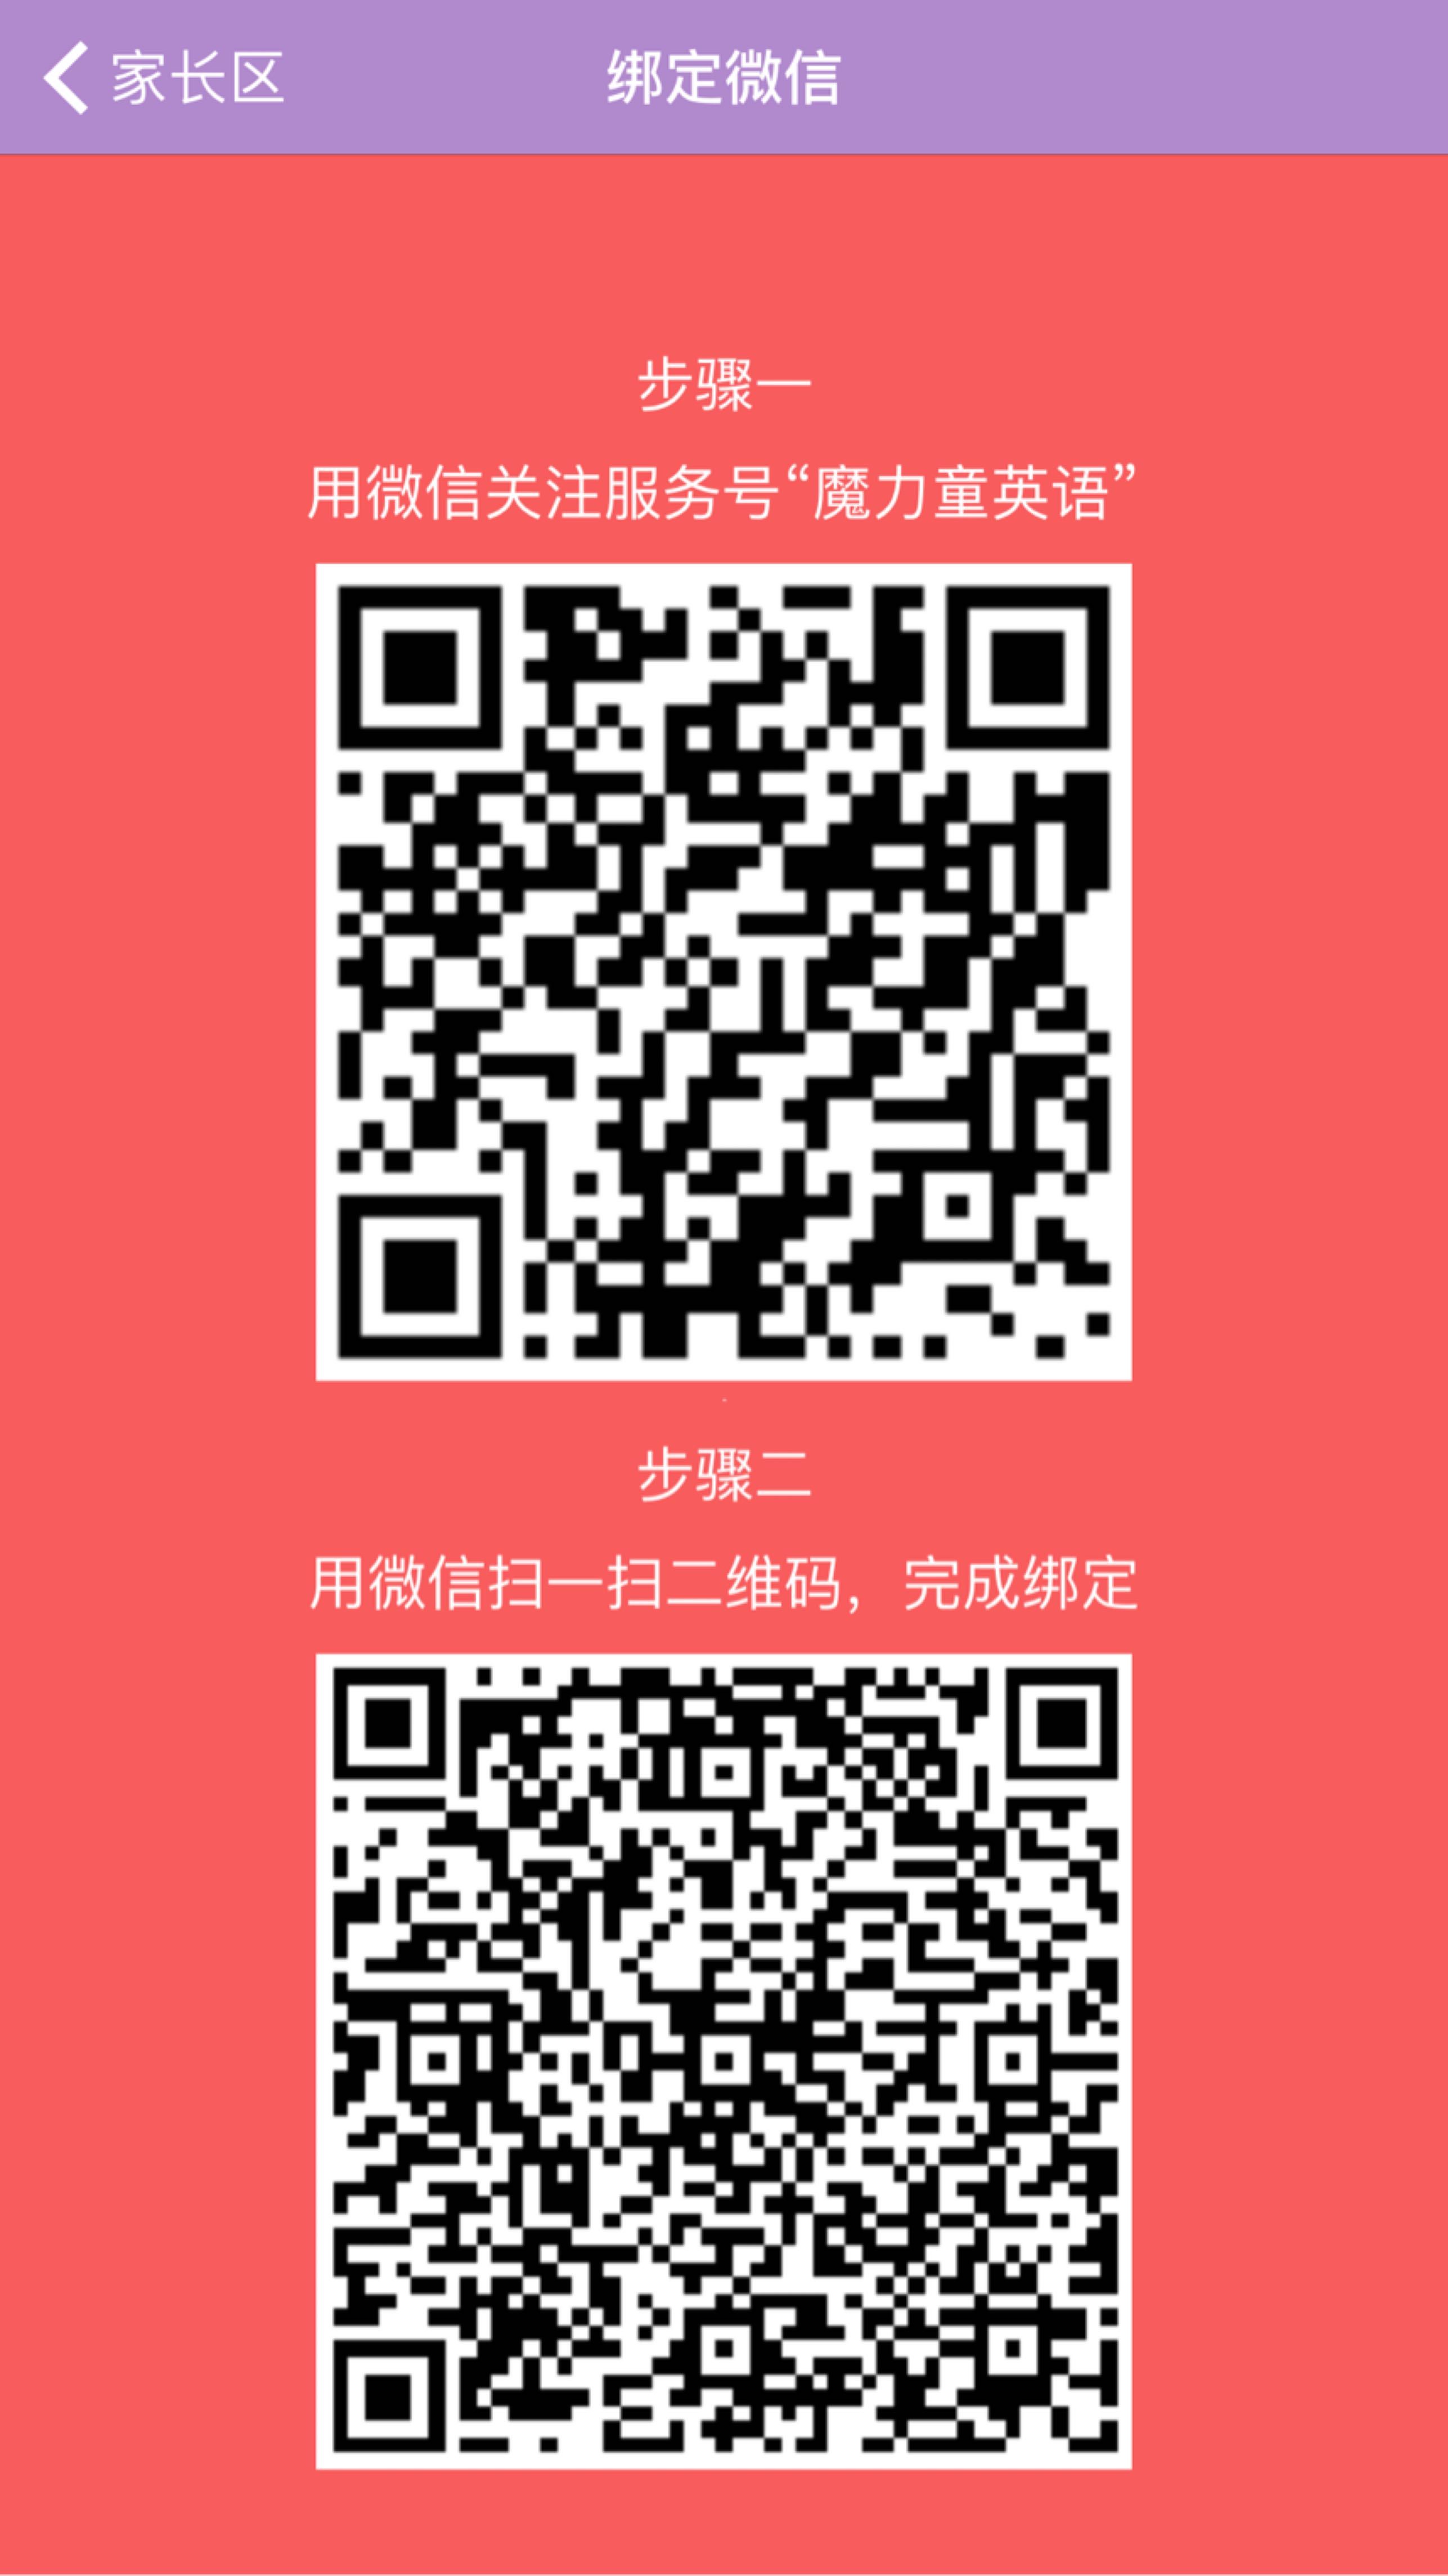 家长区
绑定微信
步骤一
用微信关注服务号“魔力童英语”
步骤二
用微信扫一扫二维码，完成绑定